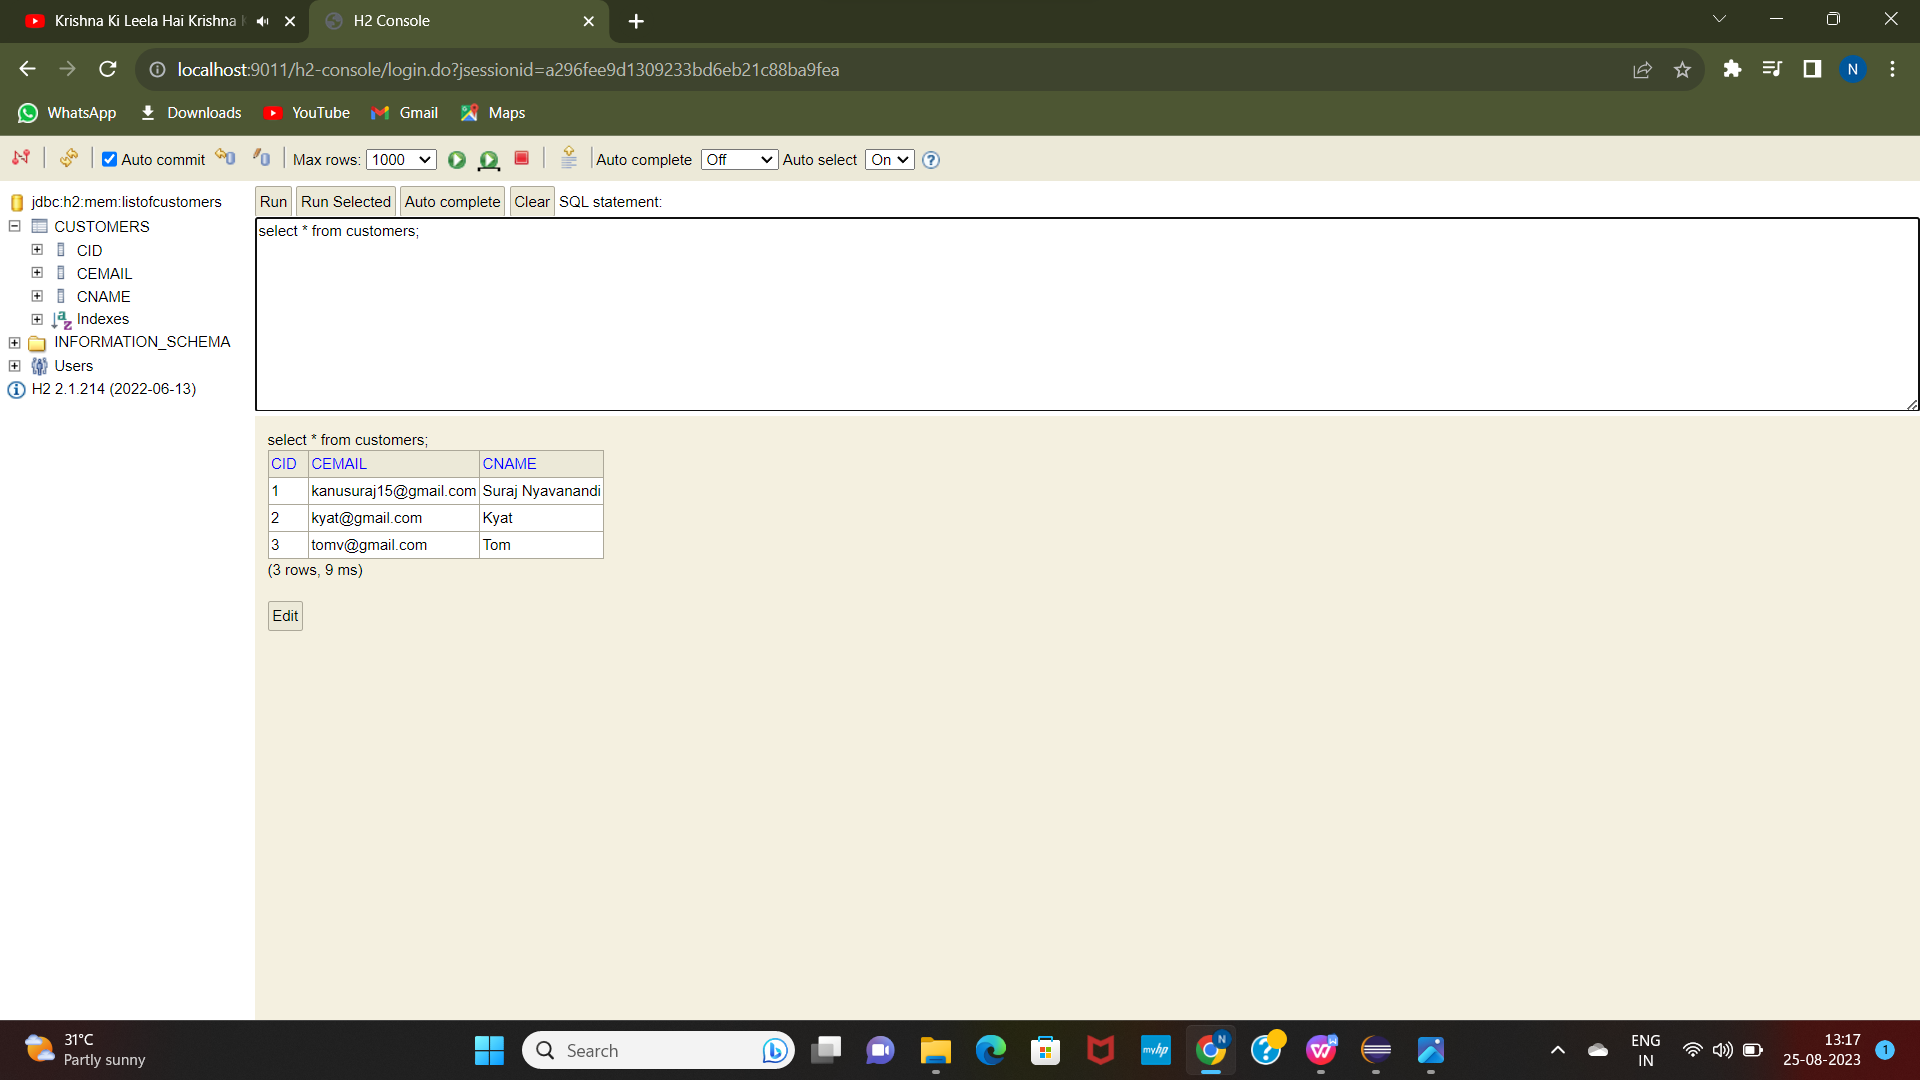 Krishna Ki Leela Hai Krishna
H2 Console
localhost:9011/h2-console/login.do?jsessionid=a296fee9d1309233bd6eb21c88ba9fea
N
WhatsApp Downloads YouTube Gmail Maps
Auto commit Max rows: 1000 Auto complete Off Auto select On ?
jdbc:h2:mem:listofcustomers
CUSTOMERS
CID
CEMAIL
CNAME
Indexes
INFORMATION_SCHEMA
Users
H2 2.1.214 (2022-06-13)
Run Run Selected Auto complete Clear SQL statement:
select * from customers;
select * from customers;
CID CEMAIL CNAME
1 kanusuraj15@gmail.com Suraj Nyavanandi
2 kyat@gmail.com Kyat
3 tomv@gmail.com Tom
(3 rows, 9 ms)
Edit
31°C
Partly sunny
Search
myhp
N
ENG
IN
13:17
25-08-2023
1